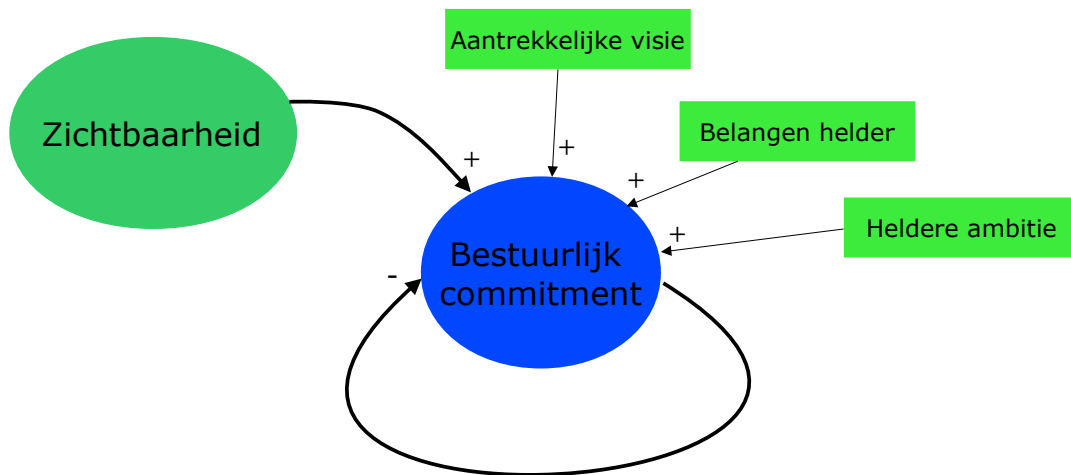 Aantrekkelijke visie
Zichtbaarheid
Belangen helder
+
+
+
Heldere ambitie
+
Bestuurlijk
commitment
-